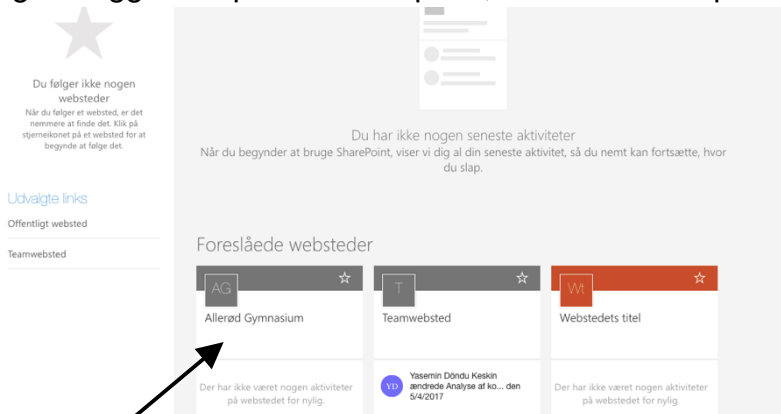 Du følger ikke nogen
websteder
Når du følger et websted, er det
nemmere at finde det. Klik på
stjerneikonet på et websted for at
begynde at følge det.
Udvalgte links
Offentligt websted
Teamwebsted
Du har ikke nogen seneste aktiviteter
Når du begynder at bruge SharePoint, viser vi dig al din seneste aktivitet, så du nemt kan fortsætte, hvor
du slap.
Foreslåede websteder
AG
Allerød Gymnasium
Der har ikke været nogen aktiviteter
på webstedet for nylig.
T
Teamwebsted
YD
Yasemin Döndu Keskin
ændrede Analyse af ko... den
5/4/2017
Wt
Webstedets titel
Der har ikke været nogen aktiviteter
på webstedet for nylig.